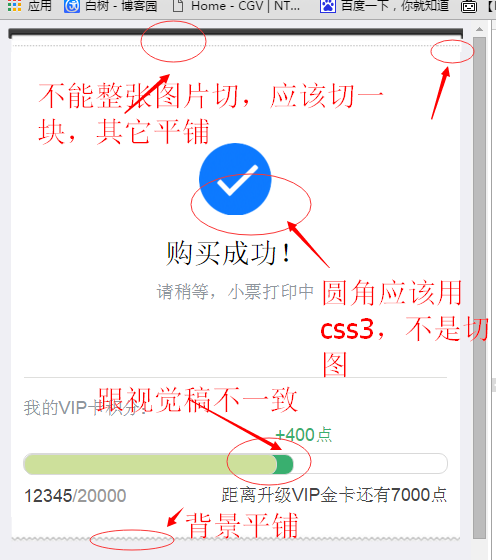 应用 白树 - 博客园 Home - CGV | NT... 百度一下，你就知道
不能整张图片切，应该切一
块，其它平铺
购买成功！
请稍等，小票打印中
圆角应该用
css3，不是切
图
我的VIP卡积分：
跟视觉稿不一致
+400点
12345/20000 距离升级VIP金卡还有7000点
背景平铺